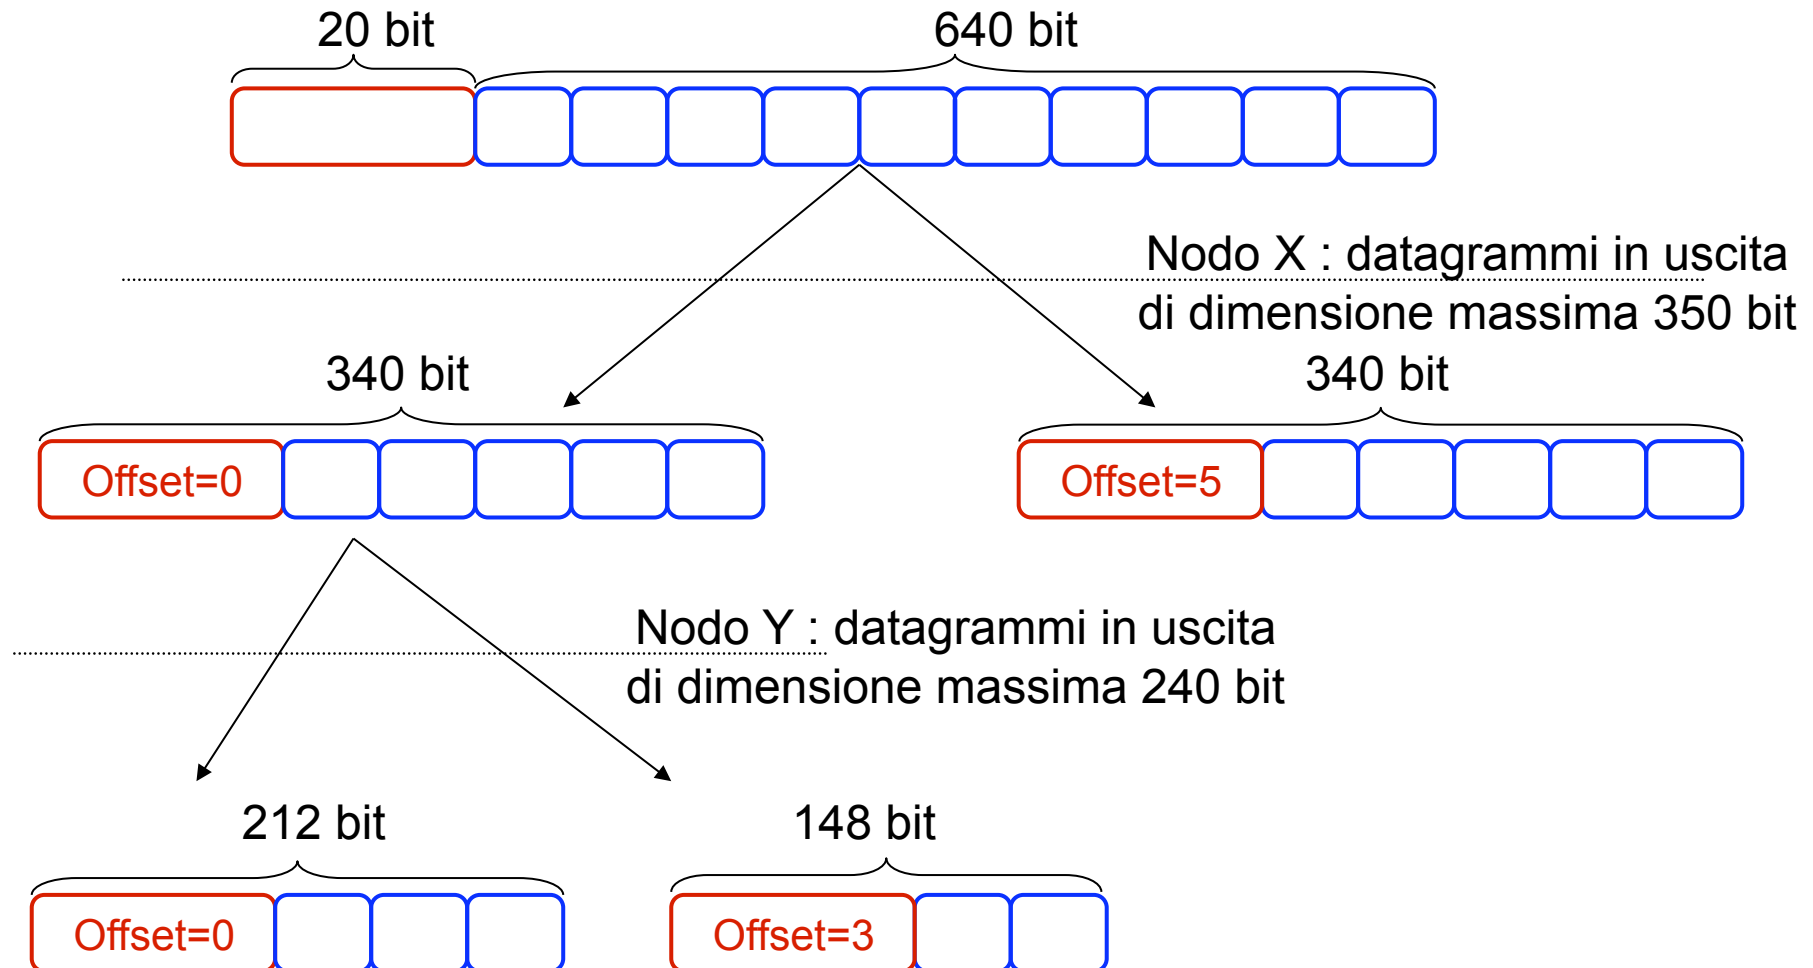 20 bit
640 bit
Nodo X : datagrammi in uscita
di dimensione massima 350 bit
340 bit
340 bit
Offset=0
Offset=5
Nodo Y : datagrammi in uscita
di dimensione massima 240 bit
212 bit
148 bit
Offset=0
Offset=3